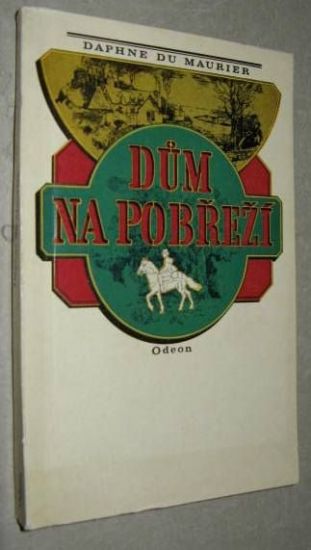 DAPHNE DU MAURIER
DŮM
NA POBŘEŽÍ
Odeon